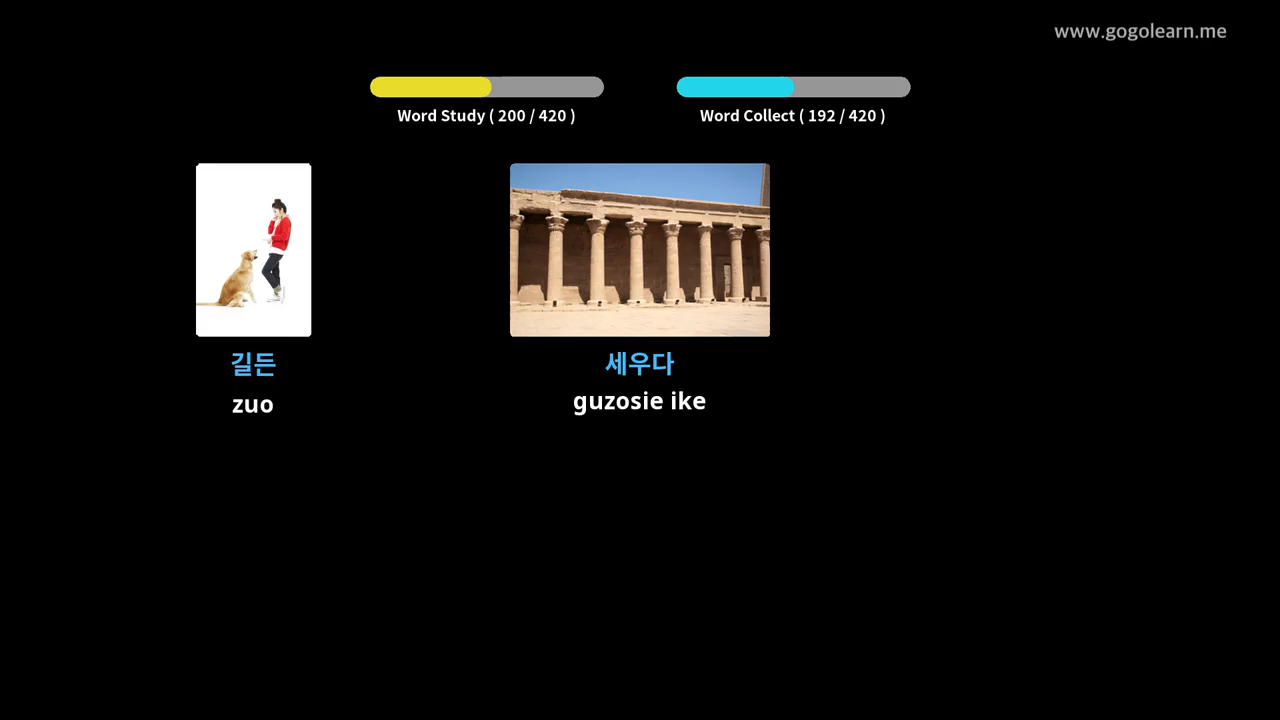 www.gogolearn.me
Word Study ( 200 / 420 )
Word Collect ( 192 / 420 )
길든
zuo
세우다
guzosie ike